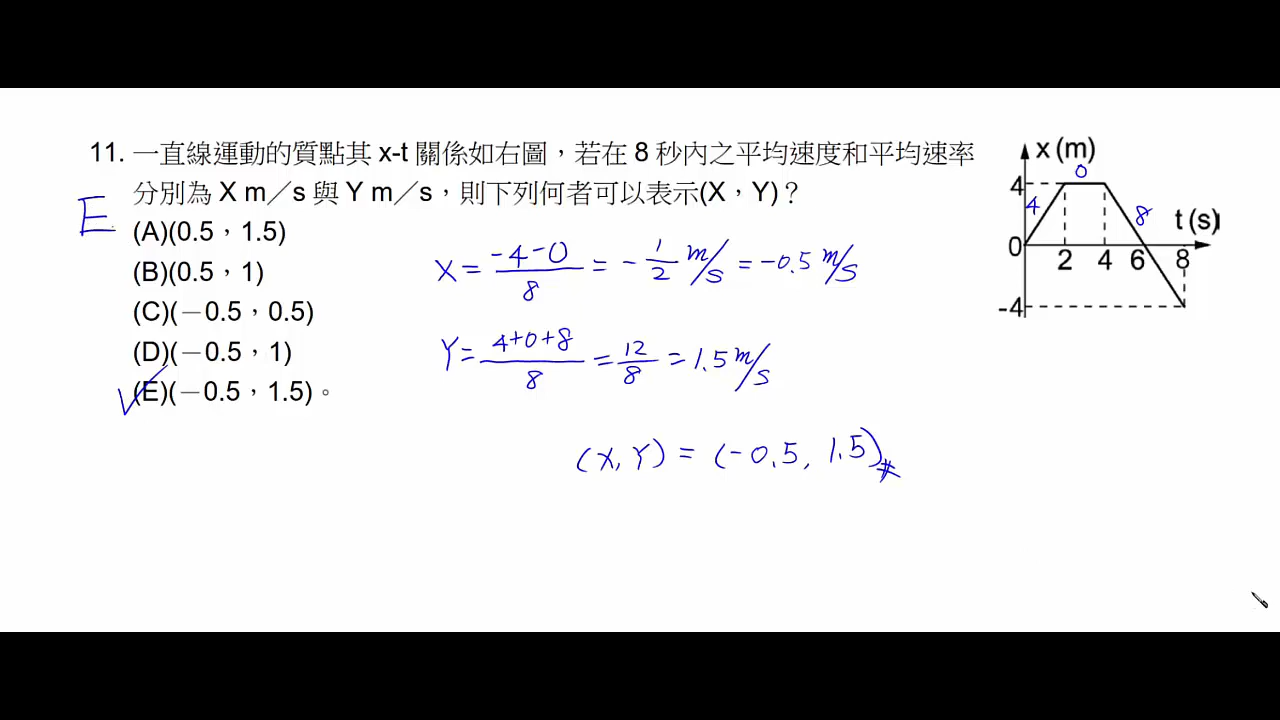 11. 一直線運動的質點其 x-t 關係如右圖，若在 8 秒內之平均速度和平均速率
分別為 X m／s 與 Y m／s，則下列何者可以表示(X，Y)？
E
(A)(0.5，1.5)
(B)(0.5，1)
(C)(－0.5，0.5)
(D)(－0.5，1)
(E)(－0.5，1.5)。
X = -4-0/8 = -1/2 m/s = -0.5 m/s
Y = 4+0+8/8 = 12/8 = 1.5 m/s
(X, Y) = (-0.5, 1.5)#
x (m)
0
4
4
8
t (s)
0
2 4 6 8
-4